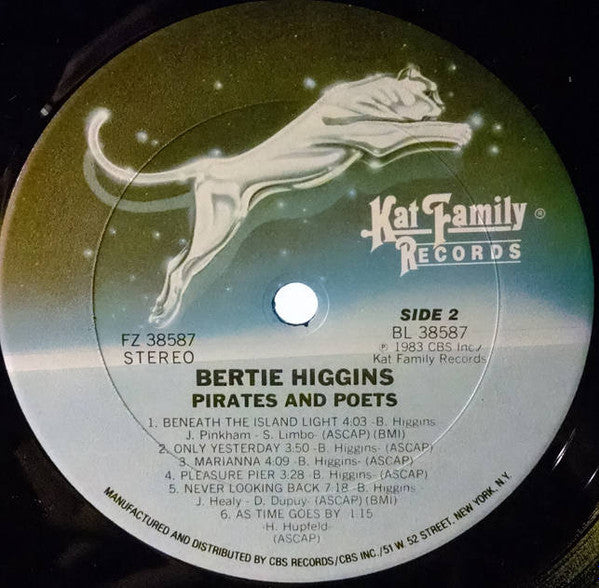 Kat Family ®
RECORDS
SIDE 2
FZ 38587
BL 38587
STEREO
℗ 1983 CBS Inc./
Kat Family Records
BERTIE HIGGINS
PIRATES AND POETS
1. BENEATH THE ISLAND LIGHT 4:03 -B. Higgins
J. Pinkham - S. Limbo- (ASCAP) (BMI)
2. ONLY YESTERDAY 3:50 -B. Higgins- (ASCAP)
3. MARIANNA 4:09 -B. Higgins- (ASCAP)
4. PLEASURE PIER 3:28 -B. Higgins- (ASCAP)
5. NEVER LOOKING BACK 7:18 -B. Higgins
J. Healy - D. Dupuy- (ASCAP) (BMI)
6. AS TIME GOES BY 1:15
-H. Hupfeld-
(ASCAP)
MANUFACTURED AND DISTRIBUTED BY CBS RECORDS/CBS INC./51 W. 52 STREET, NEW YORK, N.Y.